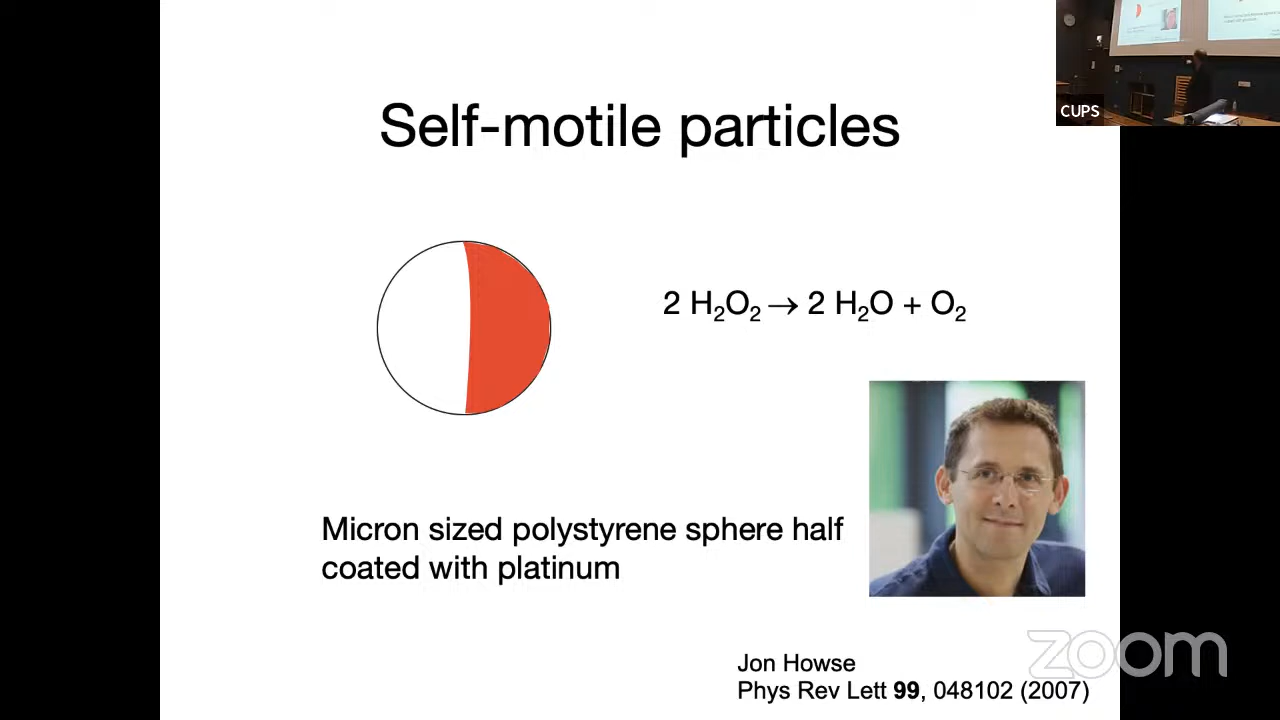 CUPS
Self-motile particles
2 H₂O₂ → 2 H₂O + O₂
Micron sized polystyrene sphere half
coated with platinum
Jon Howse
Phys Rev Lett 99, 048102 (2007)
zoom